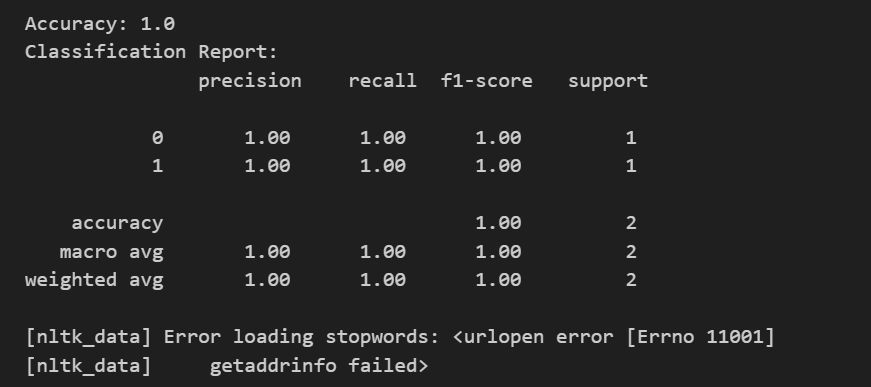 Accuracy: 1.0
Classification Report:
              precision    recall  f1-score   support

           0       1.00      1.00      1.00         1
           1       1.00      1.00      1.00         1

    accuracy                           1.00         2
   macro avg       1.00      1.00      1.00         2
weighted avg       1.00      1.00      1.00         2

[nltk_data] Error loading stopwords: <urlopen error [Errno 11001]
[nltk_data]     getaddrinfo failed>